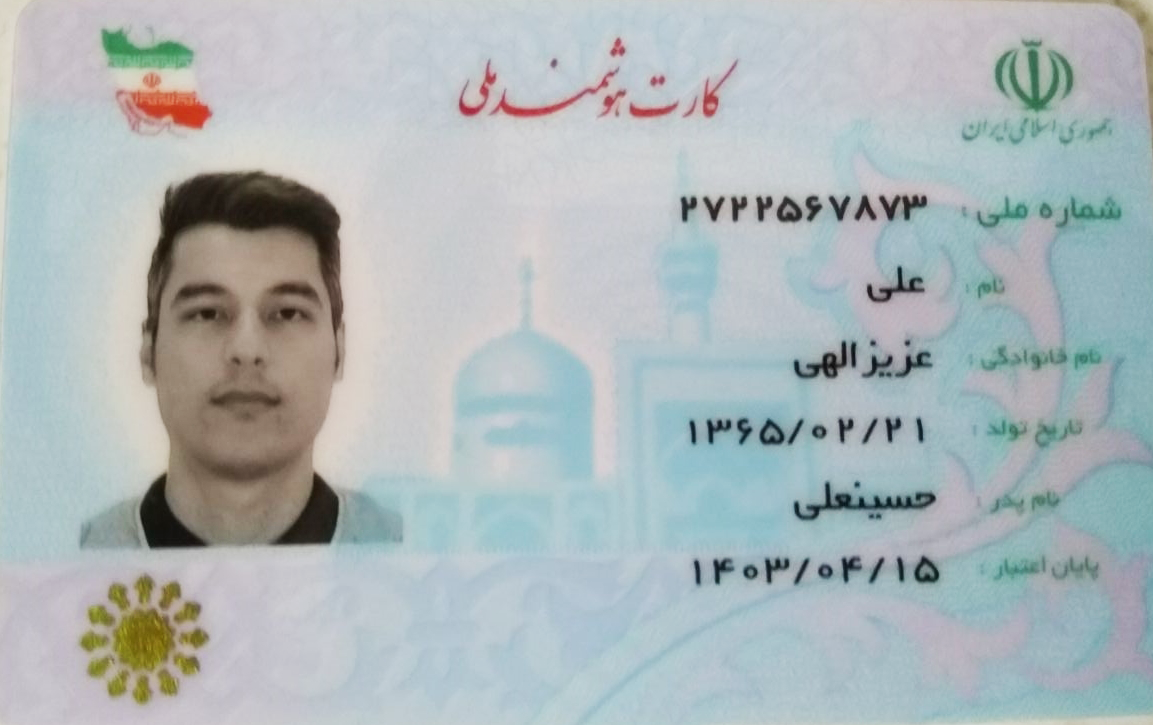 کارت هوشمند ملی
جمهوری اسلامی ایران
شماره ملی : ۲۷۲۲۵۶۷۸۷۳
نام : علی
نام خانوادگی : عزیزالهی
تاریخ تولد : ۱۳۶۵/۰۲/۲۱
نام پدر : حسینعلی
پایان اعتبار : ۱۴۰۳/۰۴/۱۵